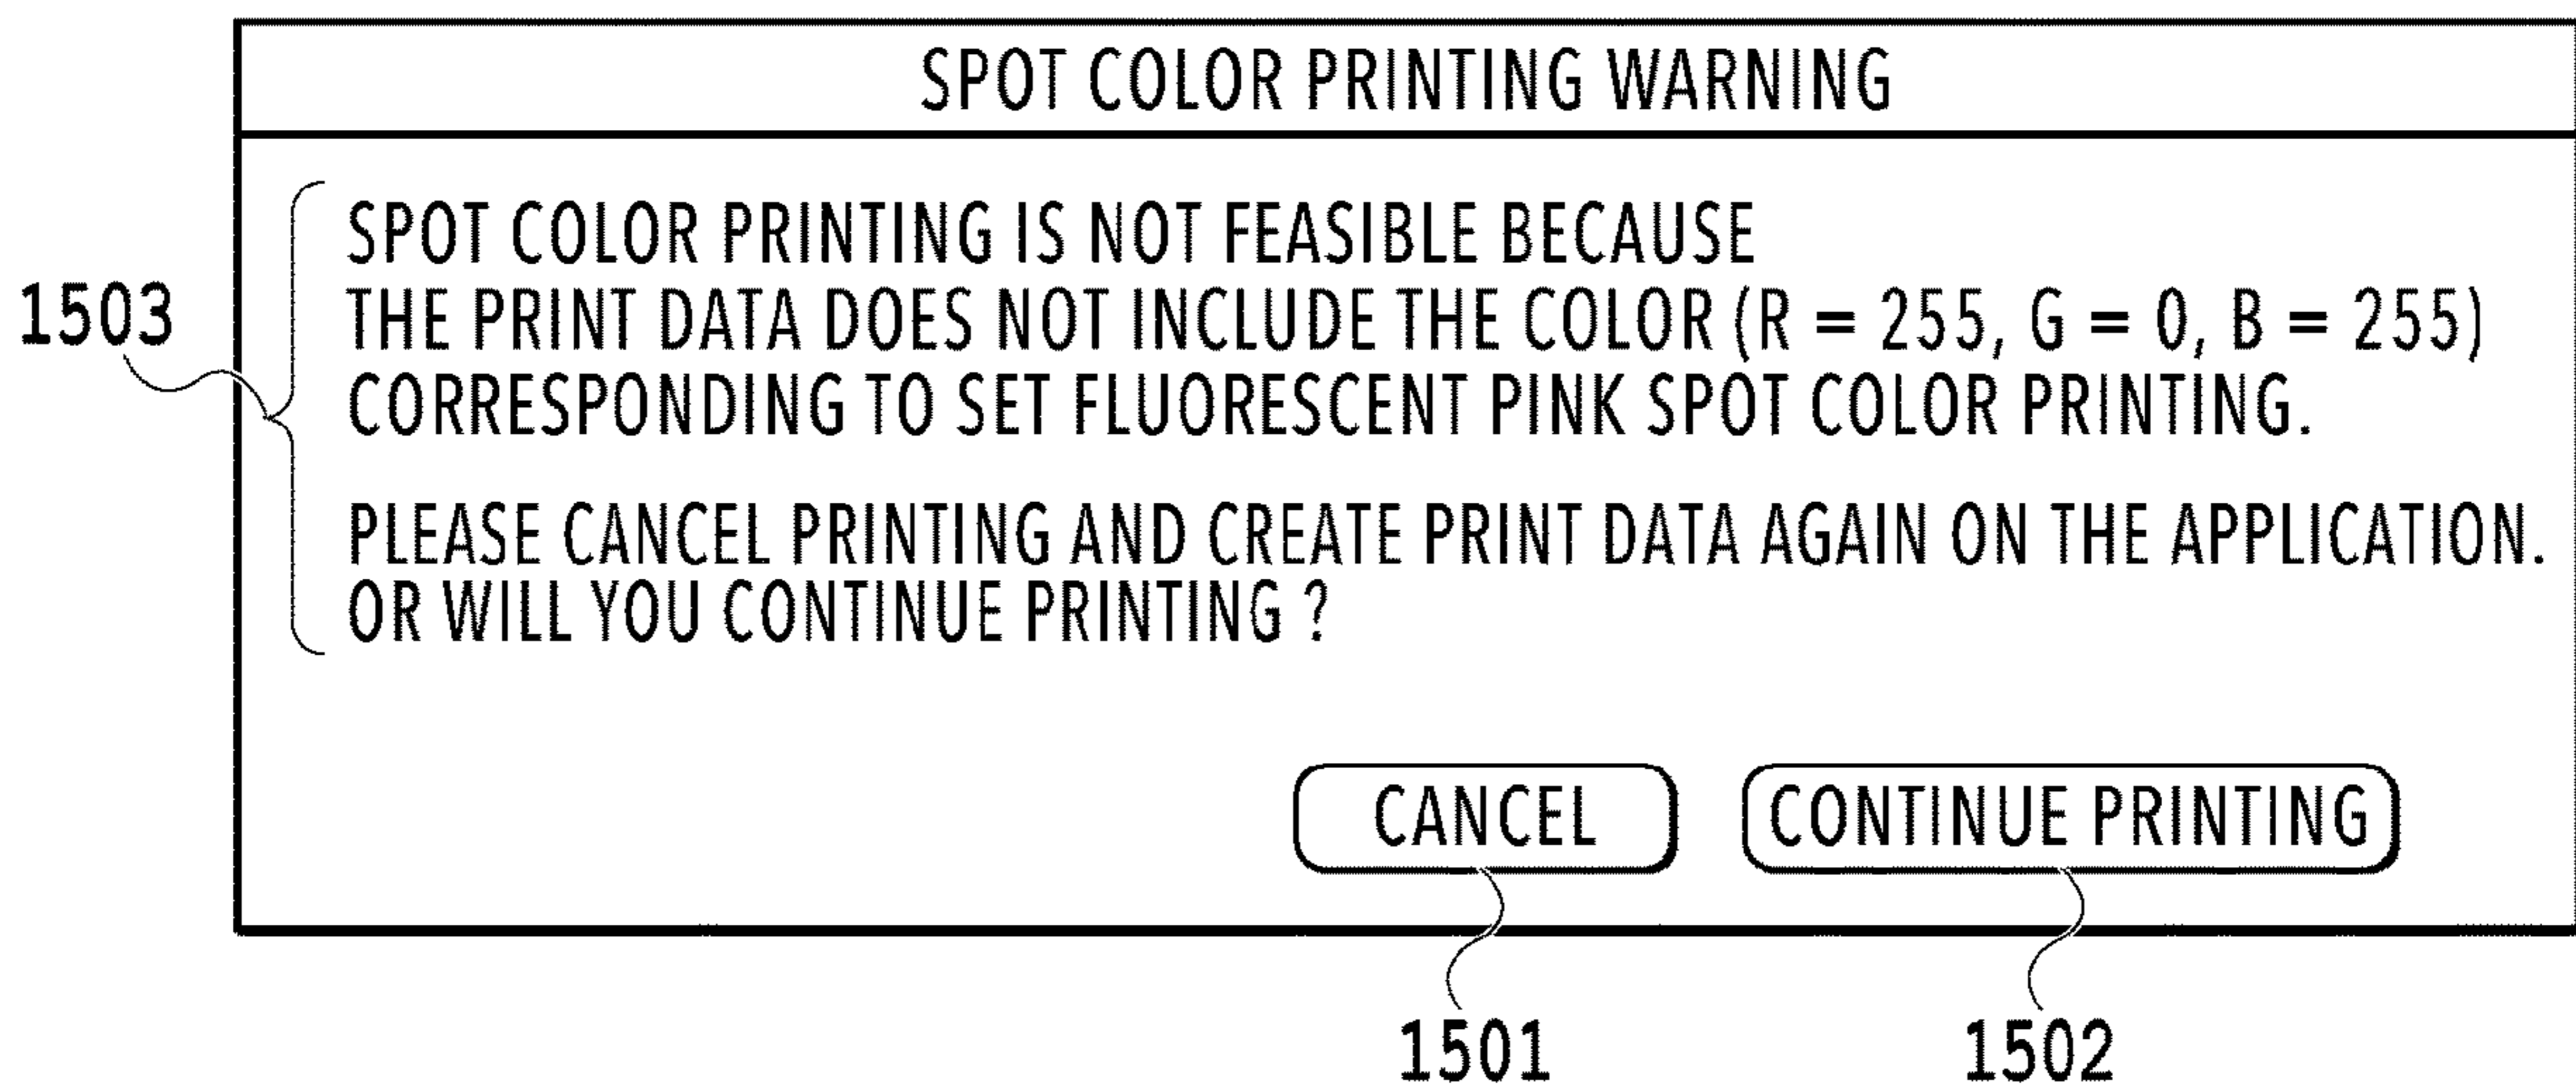 SPOT COLOR PRINTING WARNING
SPOT COLOR PRINTING IS NOT FEASIBLE BECAUSE
THE PRINT DATA DOES NOT INCLUDE THE COLOR (R = 255, G = 0, B = 255)
1503
CORRESPONDING TO SET FLUORESCENT PINK SPOT COLOR PRINTING.
PLEASE CANCEL PRINTING AND CREATE PRINT DATA AGAIN ON THE APPLICATION.
OR WILL YOU CONTINUE PRINTING ?
CANCEL
CONTINUE PRINTING
1501
1502